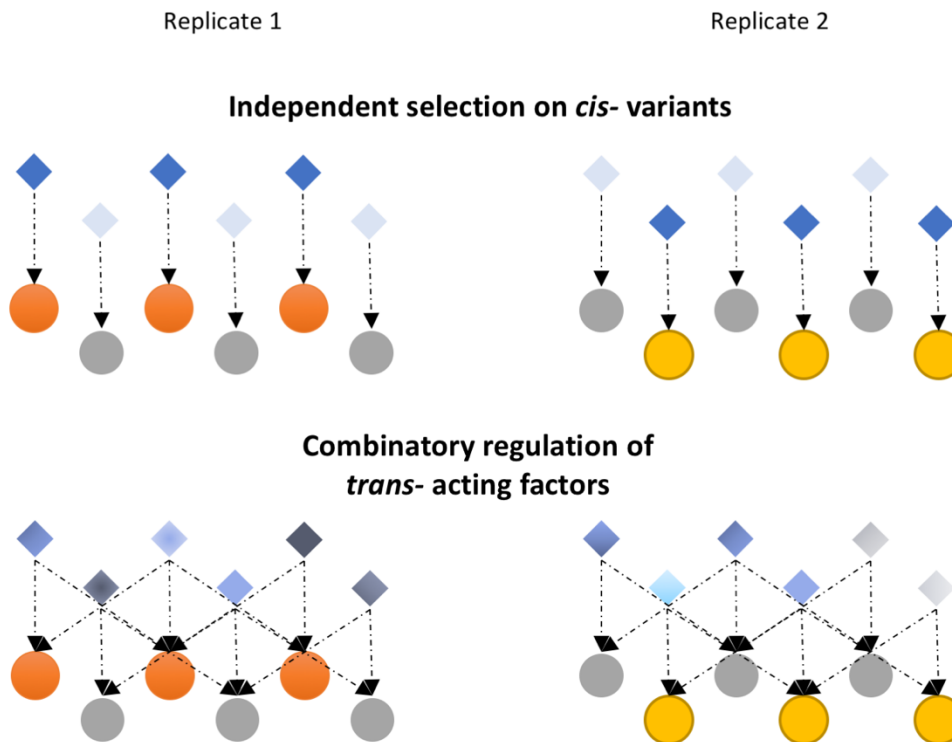 Replicate 1
Replicate 2
Independent selection on cis- variants
Combinatory regulation of
trans- acting factors